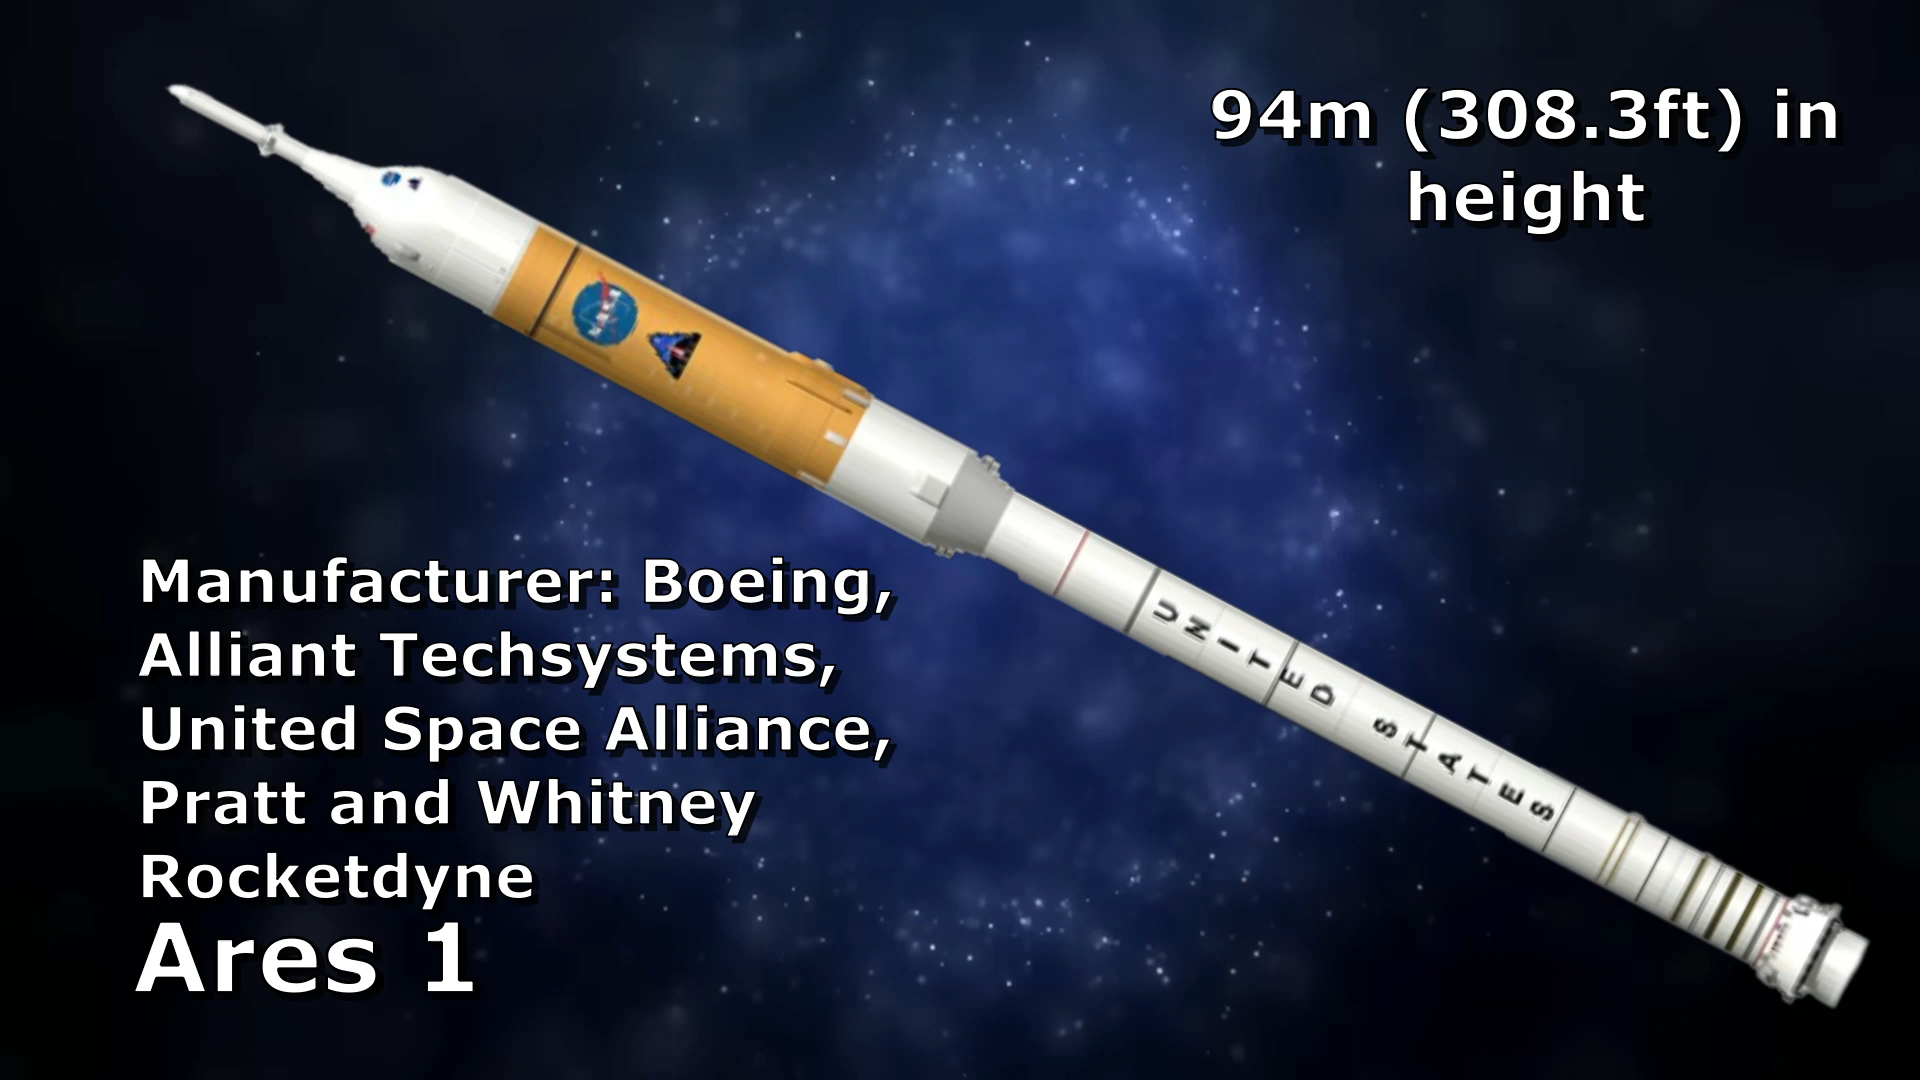 94m (308.3ft) in
height
Manufacturer: Boeing,
Alliant Techsystems,
United Space Alliance,
Pratt and Whitney
Rocketdyne
Ares 1
NASA
UNITED STATES